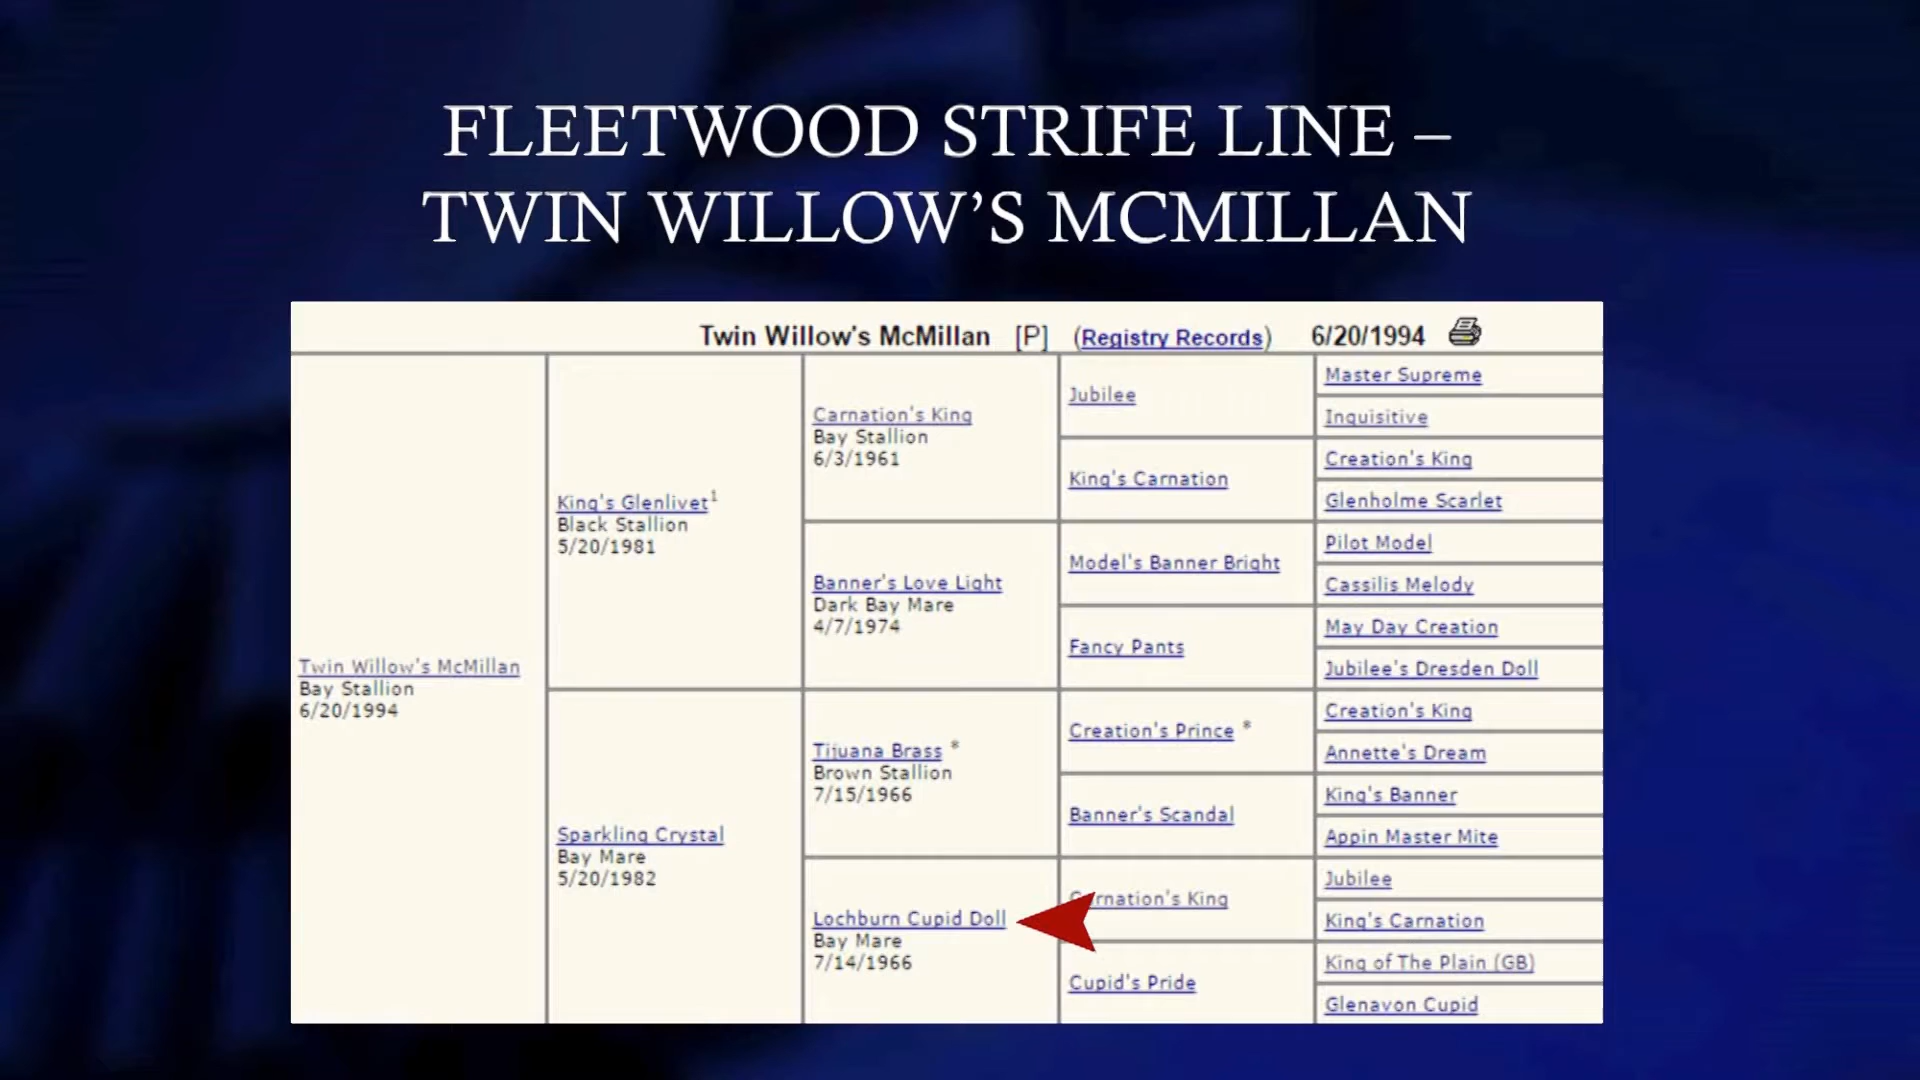 FLEETWOOD STRIFE LINE –
TWIN WILLOW’S MCMILLAN
Twin Willow's McMillan [P] (Registry Records) 6/20/1994
Twin Willow's McMillan
Bay Stallion
6/20/1994
King's Glenlivet1
Black Stallion
5/20/1981
Sparkling Crystal
Bay Mare
5/20/1982
Carnation's King
Bay Stallion
6/3/1961
Banner's Love Light
Dark Bay Mare
4/7/1974
Tijuana Brass *
Brown Stallion
7/15/1966
Lochburn Cupid Doll
Bay Mare
7/14/1966
Jubilee
King's Carnation
Model's Banner Bright
Fancy Pants
Creation's Prince *
Banner's Scandal
Carnation's King
Cupid's Pride
Master Supreme
Inquisitive
Creation's King
Glenholme Scarlet
Pilot Model
Cassilis Melody
May Day Creation
Jubilee's Dresden Doll
Creation's King
Annette's Dream
King's Banner
Appin Master Mite
Jubilee
King's Carnation
King of The Plain (GB)
Glenavon Cupid